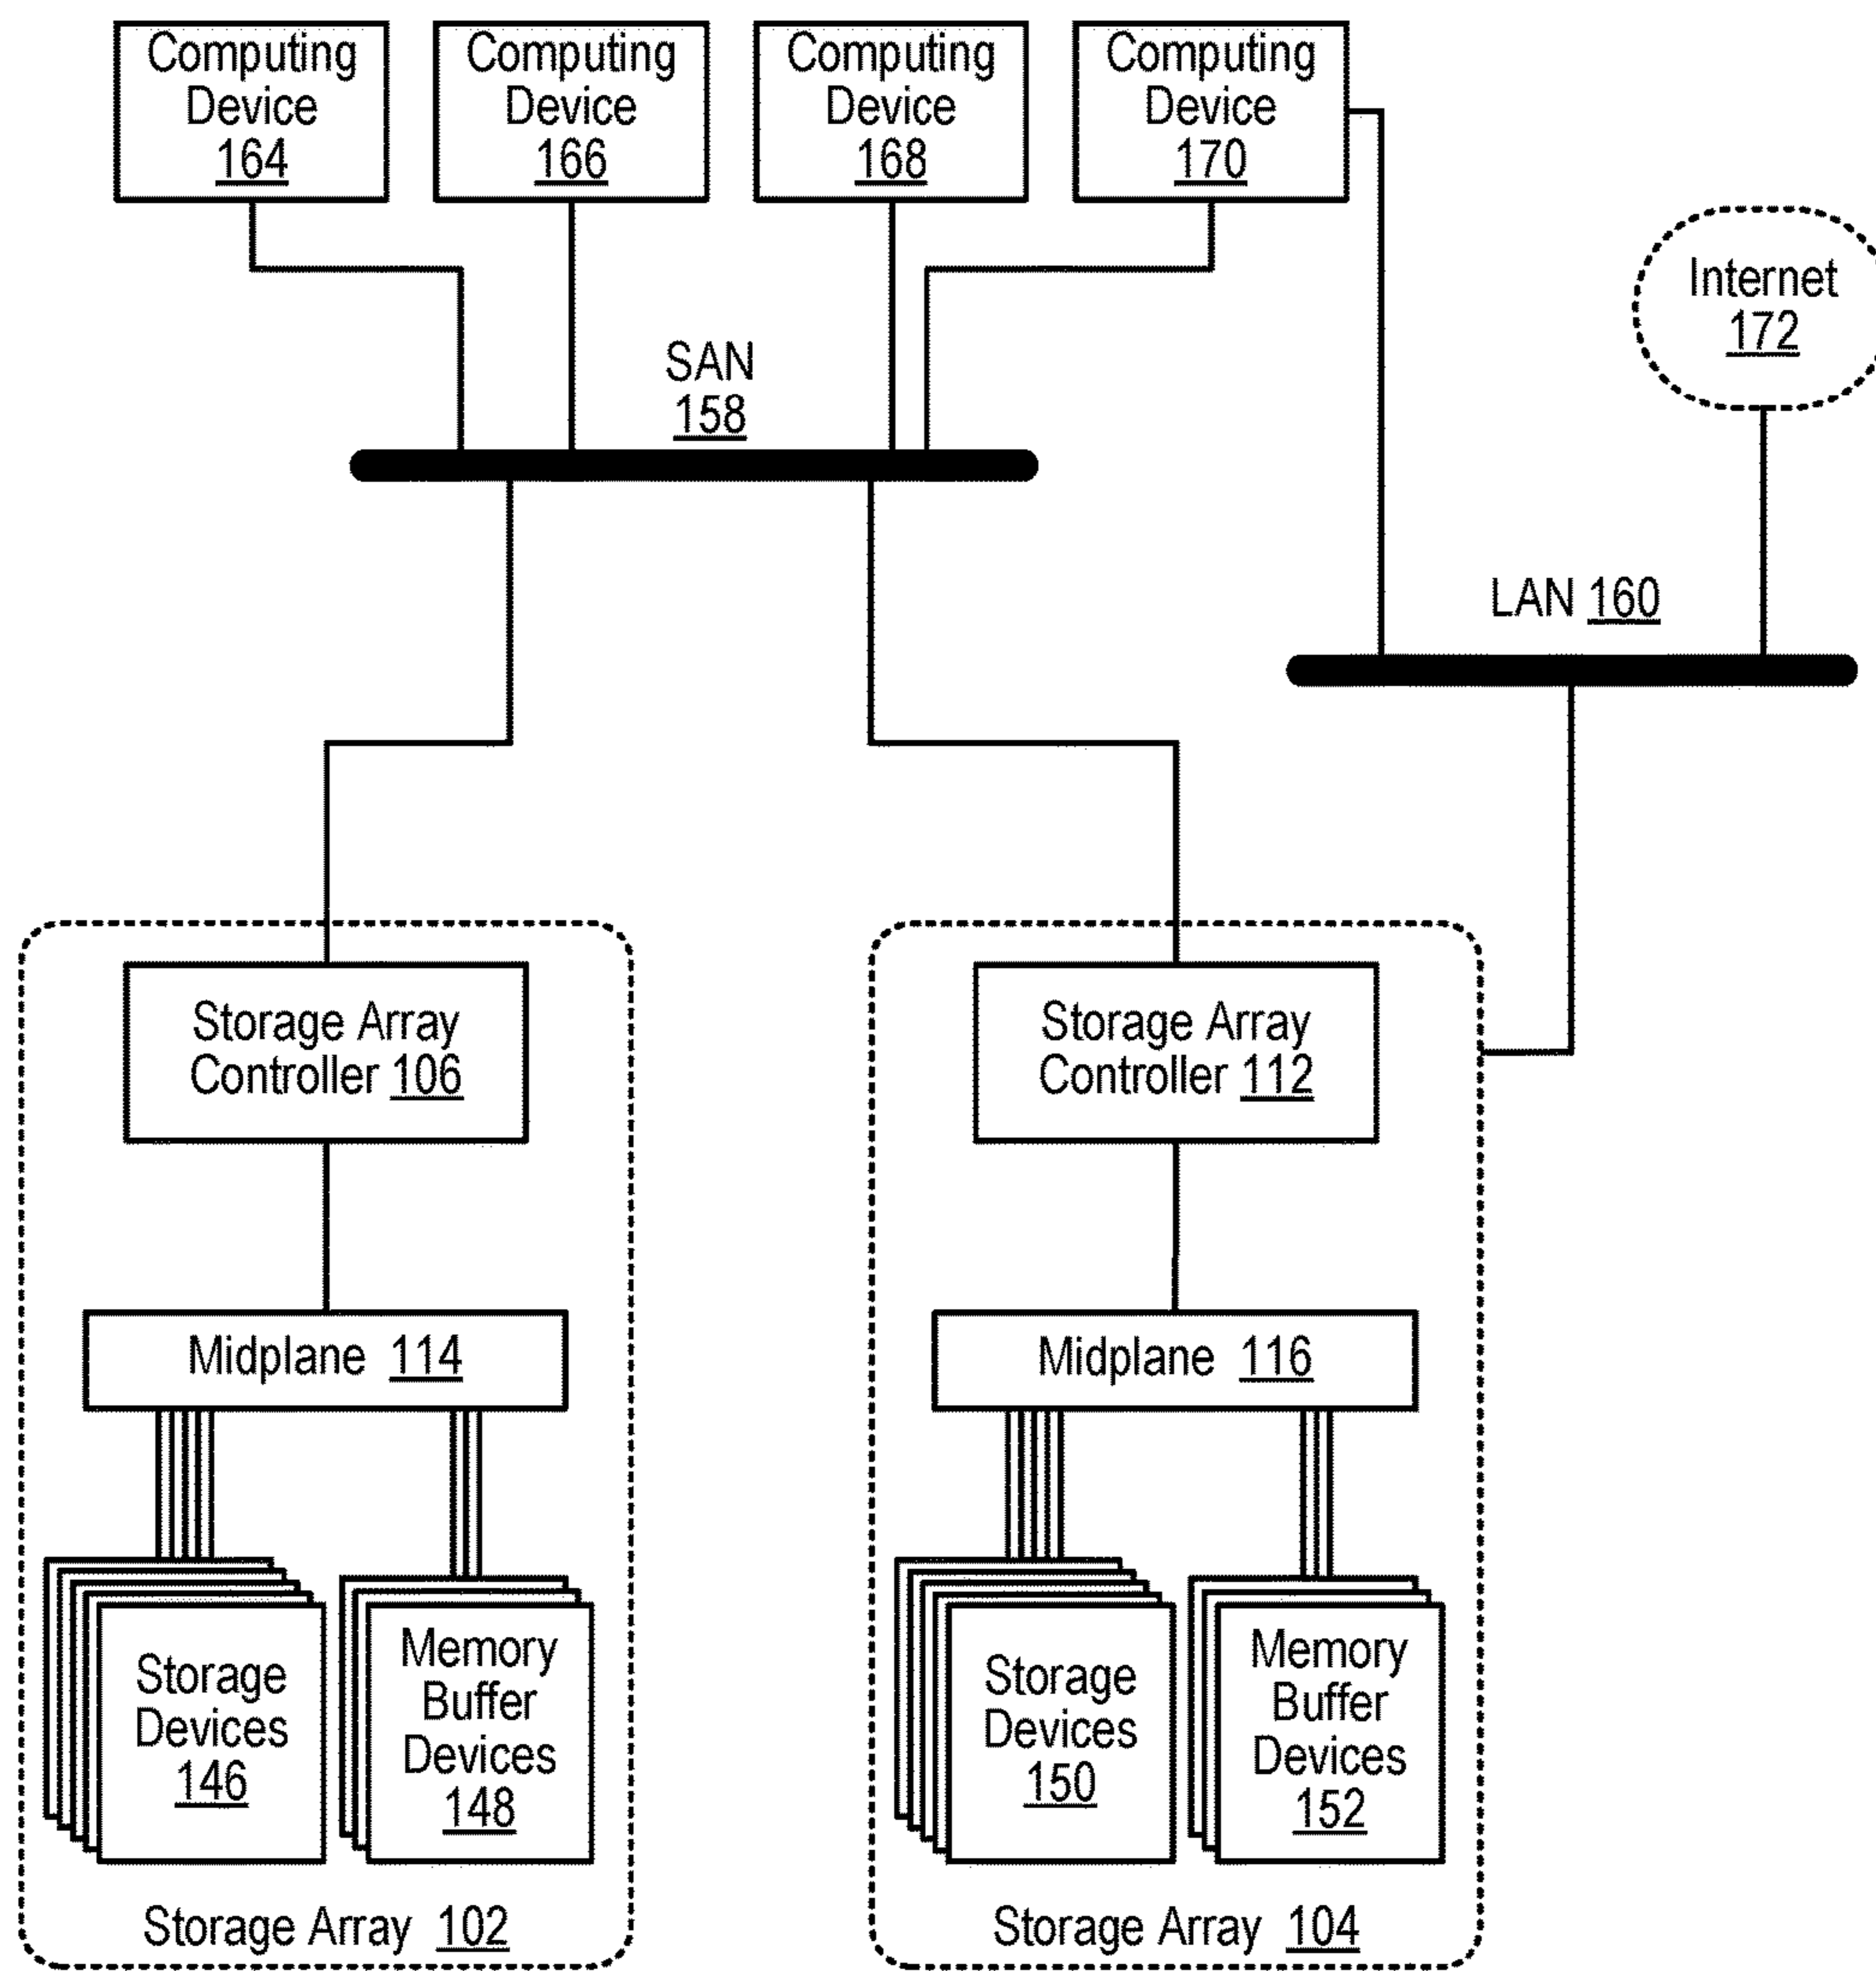 Computing
Device
164
Computing
Device
166
Computing
Device
168
Computing
Device
170
Internet
172
SAN
158
LAN 160
Storage Array
Controller 106
Storage Array
Controller 112
Midplane 114
Midplane 116
Storage
Devices
146
Memory
Buffer
Devices
148
Storage
Devices
150
Memory
Buffer
Devices
152
Storage Array 102
Storage Array 104